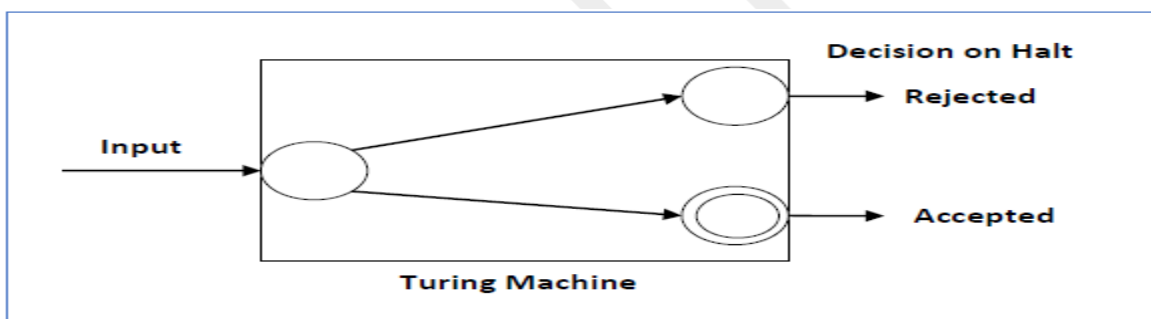 Decision on Halt
Rejected
Input
Accepted
Turing Machine